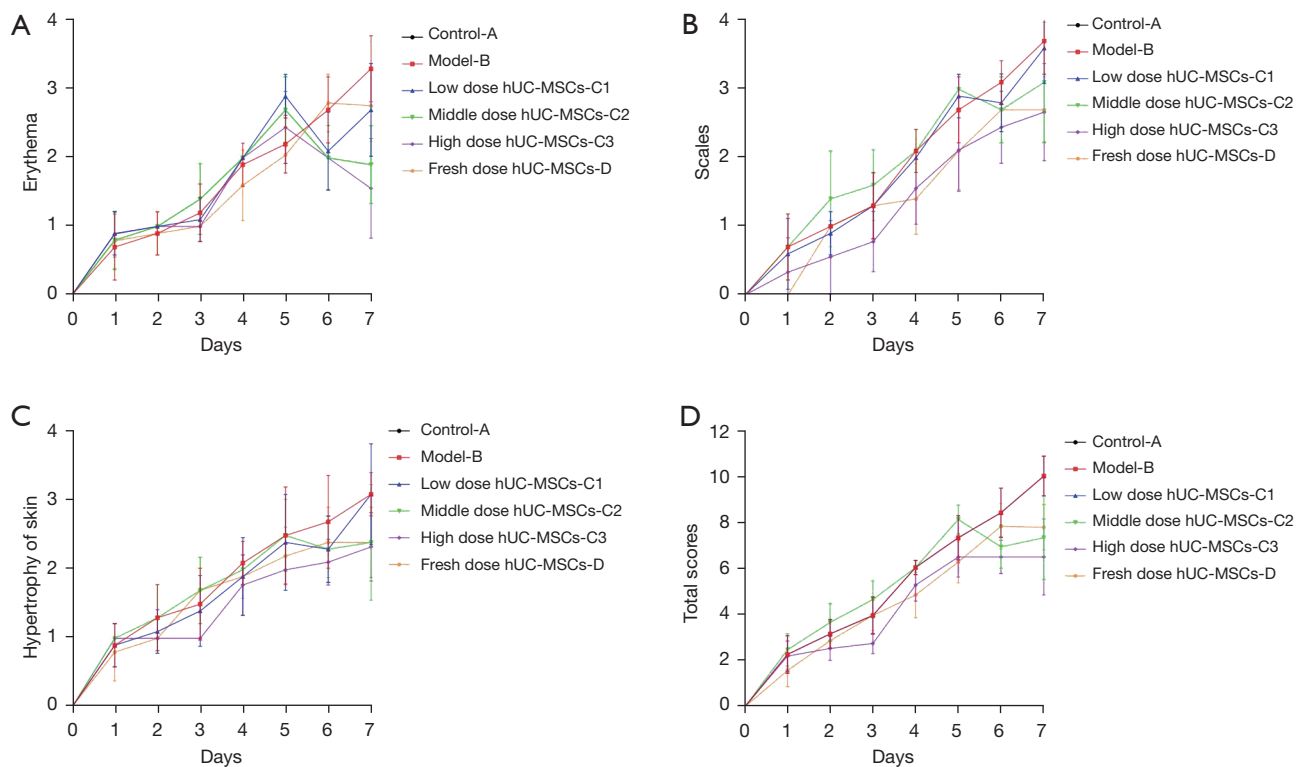 A
4
3
2
1
0
Erythema
0 1 2 3 4 5 6 7
Days
Control-A
Model-B
Low dose hUC-MSCs-C1
Middle dose hUC-MSCs-C2
High dose hUC-MSCs-C3
Fresh dose hUC-MSCs-D
B
4
3
2
1
0
Scales
0 1 2 3 4 5 6 7
Days
Control-A
Model-B
Low dose hUC-MSCs-C1
Middle dose hUC-MSCs-C2
High dose hUC-MSCs-C3
Fresh dose hUC-MSCs-D
C
4
3
2
1
0
Hypertrophy of skin
0 1 2 3 4 5 6 7
Days
Control-A
Model-B
Low dose hUC-MSCs-C1
Middle dose hUC-MSCs-C2
High dose hUC-MSCs-C3
Fresh dose hUC-MSCs-D
D
12
10
8
6
4
2
0
Total scores
0 1 2 3 4 5 6 7
Days
Control-A
Model-B
Low dose hUC-MSCs-C1
Middle dose hUC-MSCs-C2
High dose hUC-MSCs-C3
Fresh dose hUC-MSCs-D